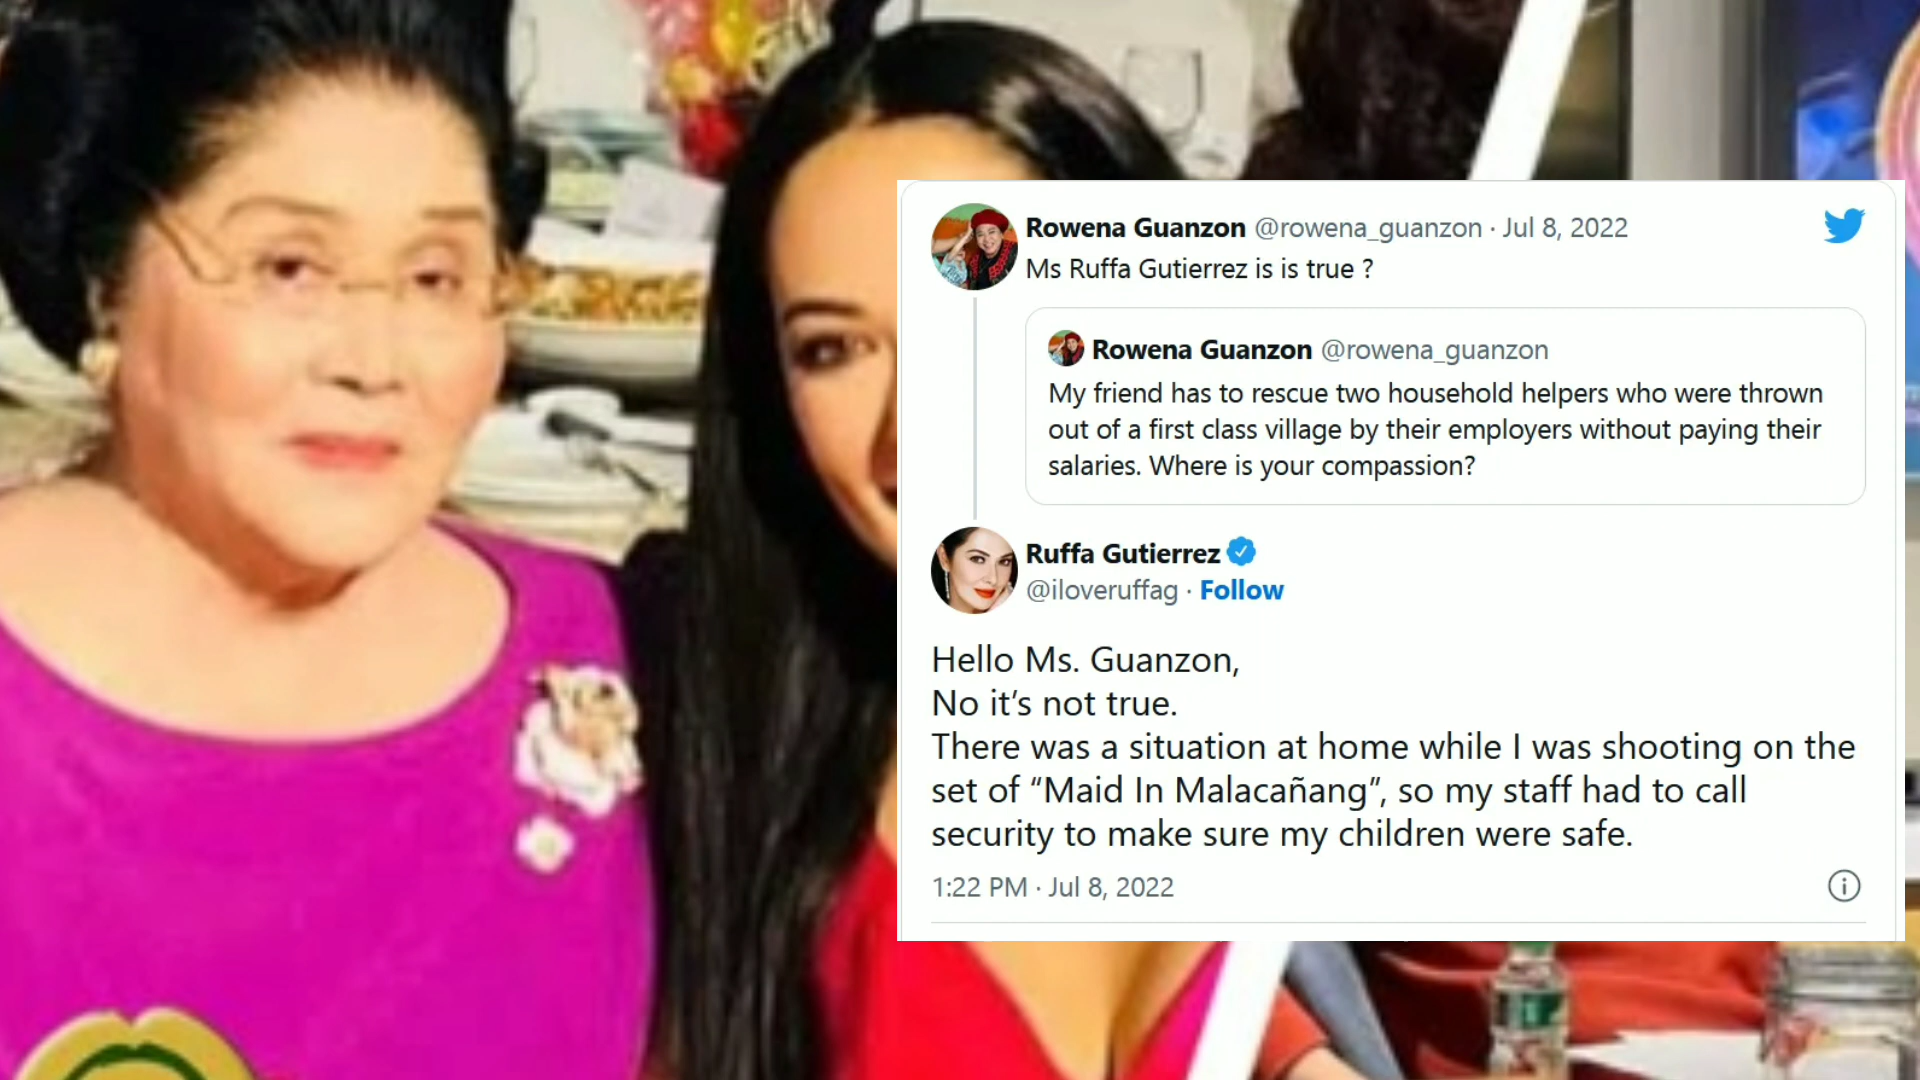 Rowena Guanzon @rowena_guanzon · Jul 8, 2022
Ms Ruffa Gutierrez is is true ?
Rowena Guanzon @rowena_guanzon
My friend has to rescue two household helpers who were thrown
out of a first class village by their employers without paying their
salaries. Where is your compassion?
Ruffa Gutierrez
@iloveruffag · Follow
Hello Ms. Guanzon,
No it’s not true.
There was a situation at home while I was shooting on the
set of “Maid In Malacañang”, so my staff had to call
security to make sure my children were safe.
1:22 PM · Jul 8, 2022